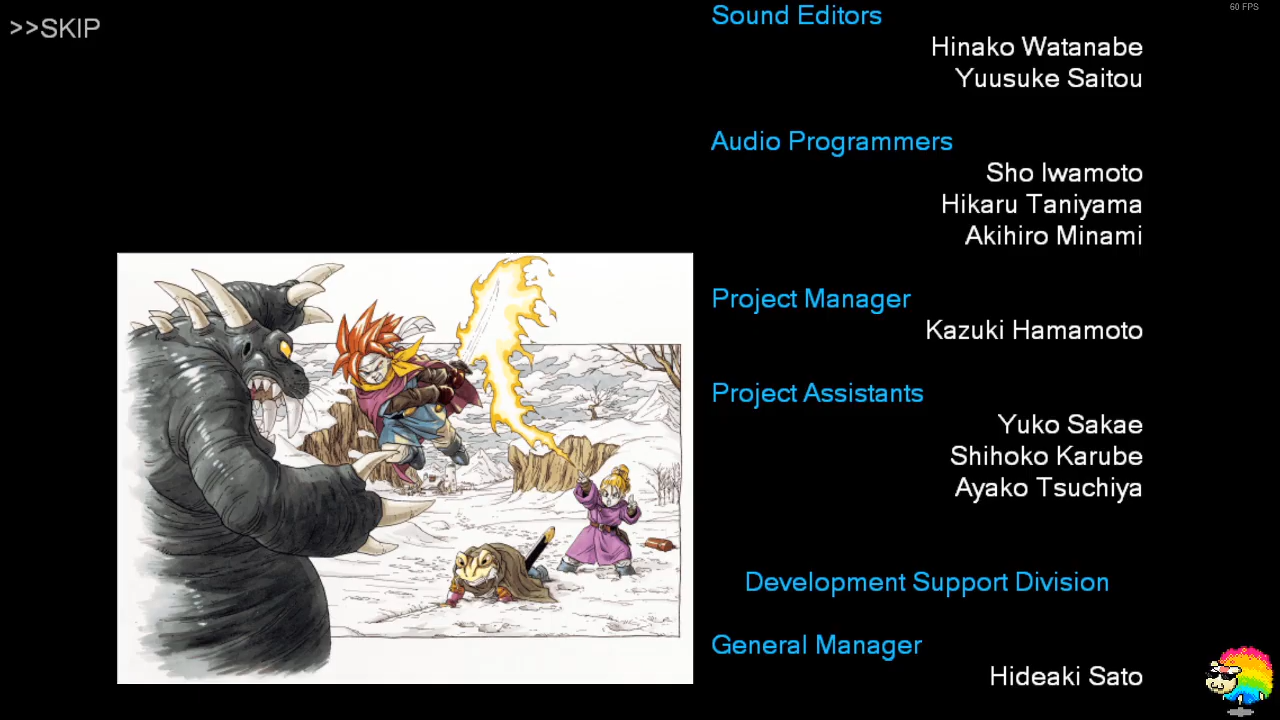 >>SKIP
60 FPS
Sound Editors
Hinako Watanabe
Yuusuke Saitou
Audio Programmers
Sho Iwamoto
Hikaru Taniyama
Akihiro Minami
Project Manager
Kazuki Hamamoto
Project Assistants
Yuko Sakae
Shihoko Karube
Ayako Tsuchiya
Development Support Division
General Manager
Hideaki Sato